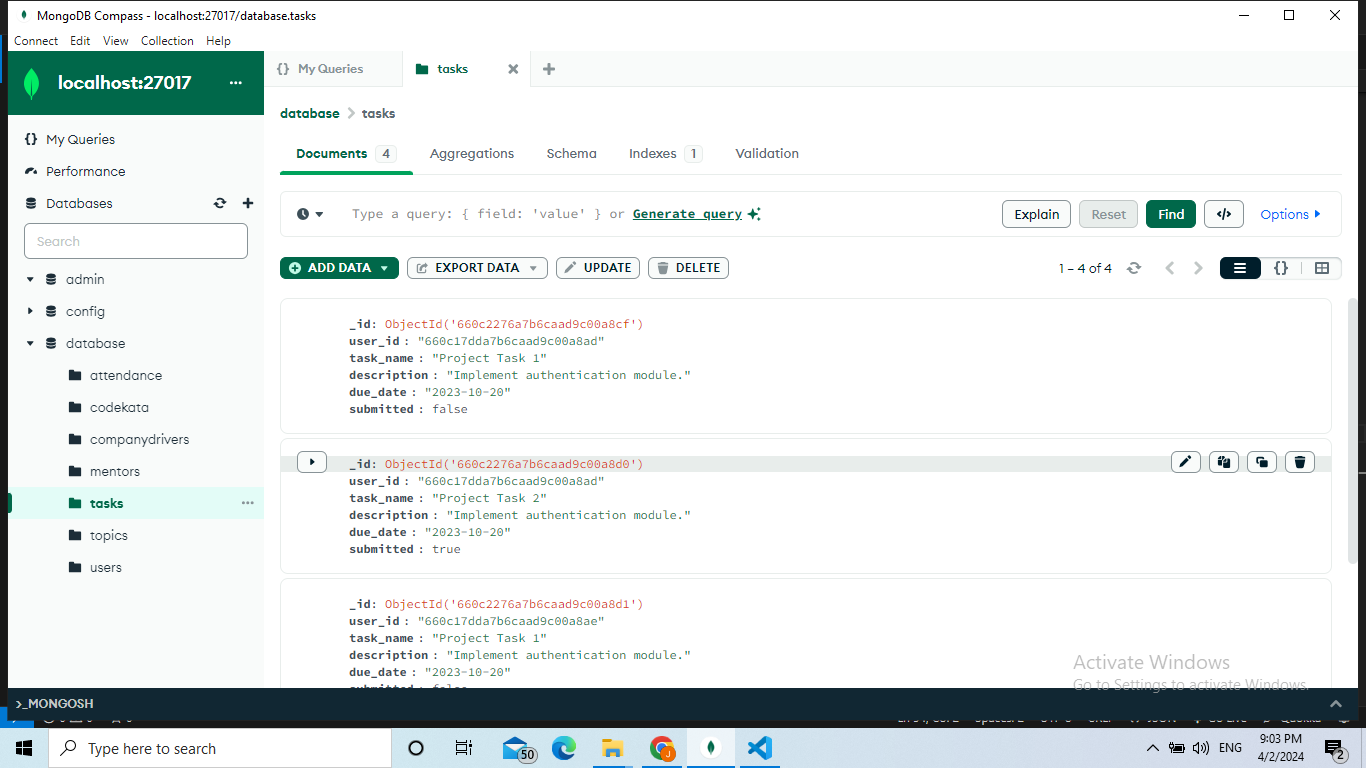 MongoDB Compass - localhost:27017/database.tasks
Connect Edit View Collection Help
localhost:27017 ...
{} My Queries
tasks
My Queries
Performance
Databases
Search
admin
config
database
attendance
codekata
companydrivers
mentors
tasks
topics
users
database > tasks
Documents 4 Aggregations Schema Indexes 1 Validation
Type a query: { field: 'value' } or Generate query
Explain Reset Find </> Options
ADD DATA EXPORT DATA UPDATE DELETE
1 – 4 of 4
{}
_id: ObjectId('660c2276a7b6caad9c00a8cf')
user_id : "660c17dda7b6caad9c00a8ad"
task_name : "Project Task 1"
description : "Implement authentication module."
due_date : "2023-10-20"
submitted : false
_id: ObjectId('660c2276a7b6caad9c00a8d0')
user_id : "660c17dda7b6caad9c00a8ad"
task_name : "Project Task 2"
description : "Implement authentication module."
due_date : "2023-10-20"
submitted : true
_id: ObjectId('660c2276a7b6caad9c00a8d1')
user_id : "660c17dda7b6caad9c00a8ae"
task_name : "Project Task 1"
description : "Implement authentication module."
due_date : "2023-10-20"
Activate Windows
Go to Settings to activate Windows.
>_MONGOSH
Type here to search
50
ENG
9:03 PM
4/2/2024
2